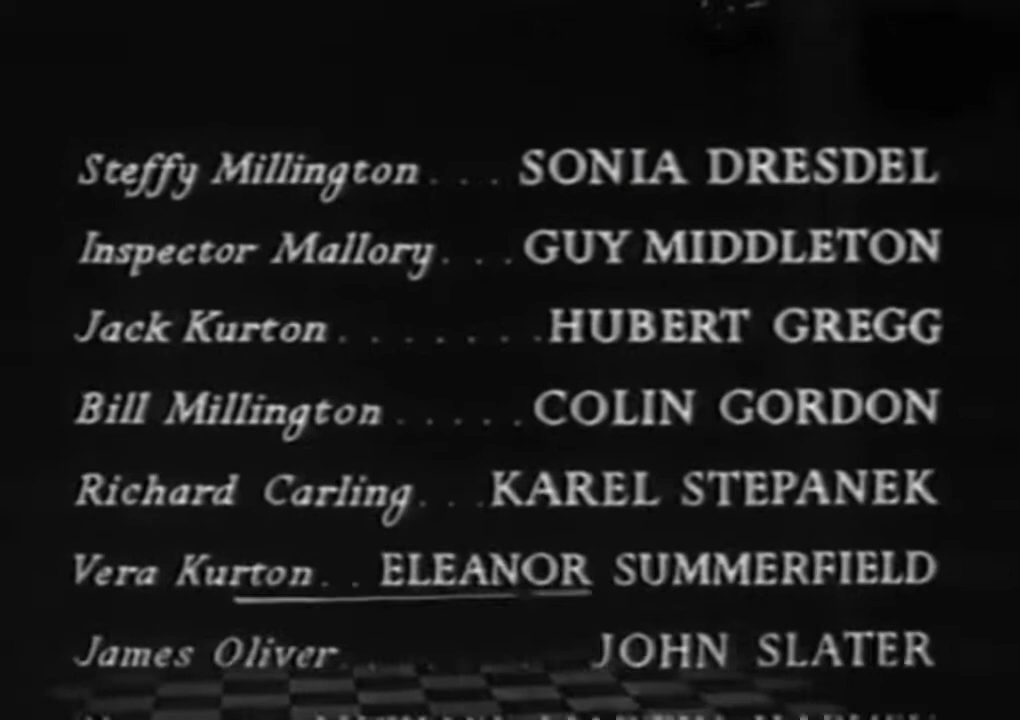 Steffy Millington . . . SONIA DRESDEL
Inspector Mallory . . . GUY MIDDLETON
Jack Kurton . . . . . . . HUBERT GREGG
Bill Millington . . . . . COLIN GORDON
Richard Carling . . . KAREL STEPANEK
Vera Kurton . . ELEANOR SUMMERFIELD
James Oliver . . . . . . JOHN SLATER